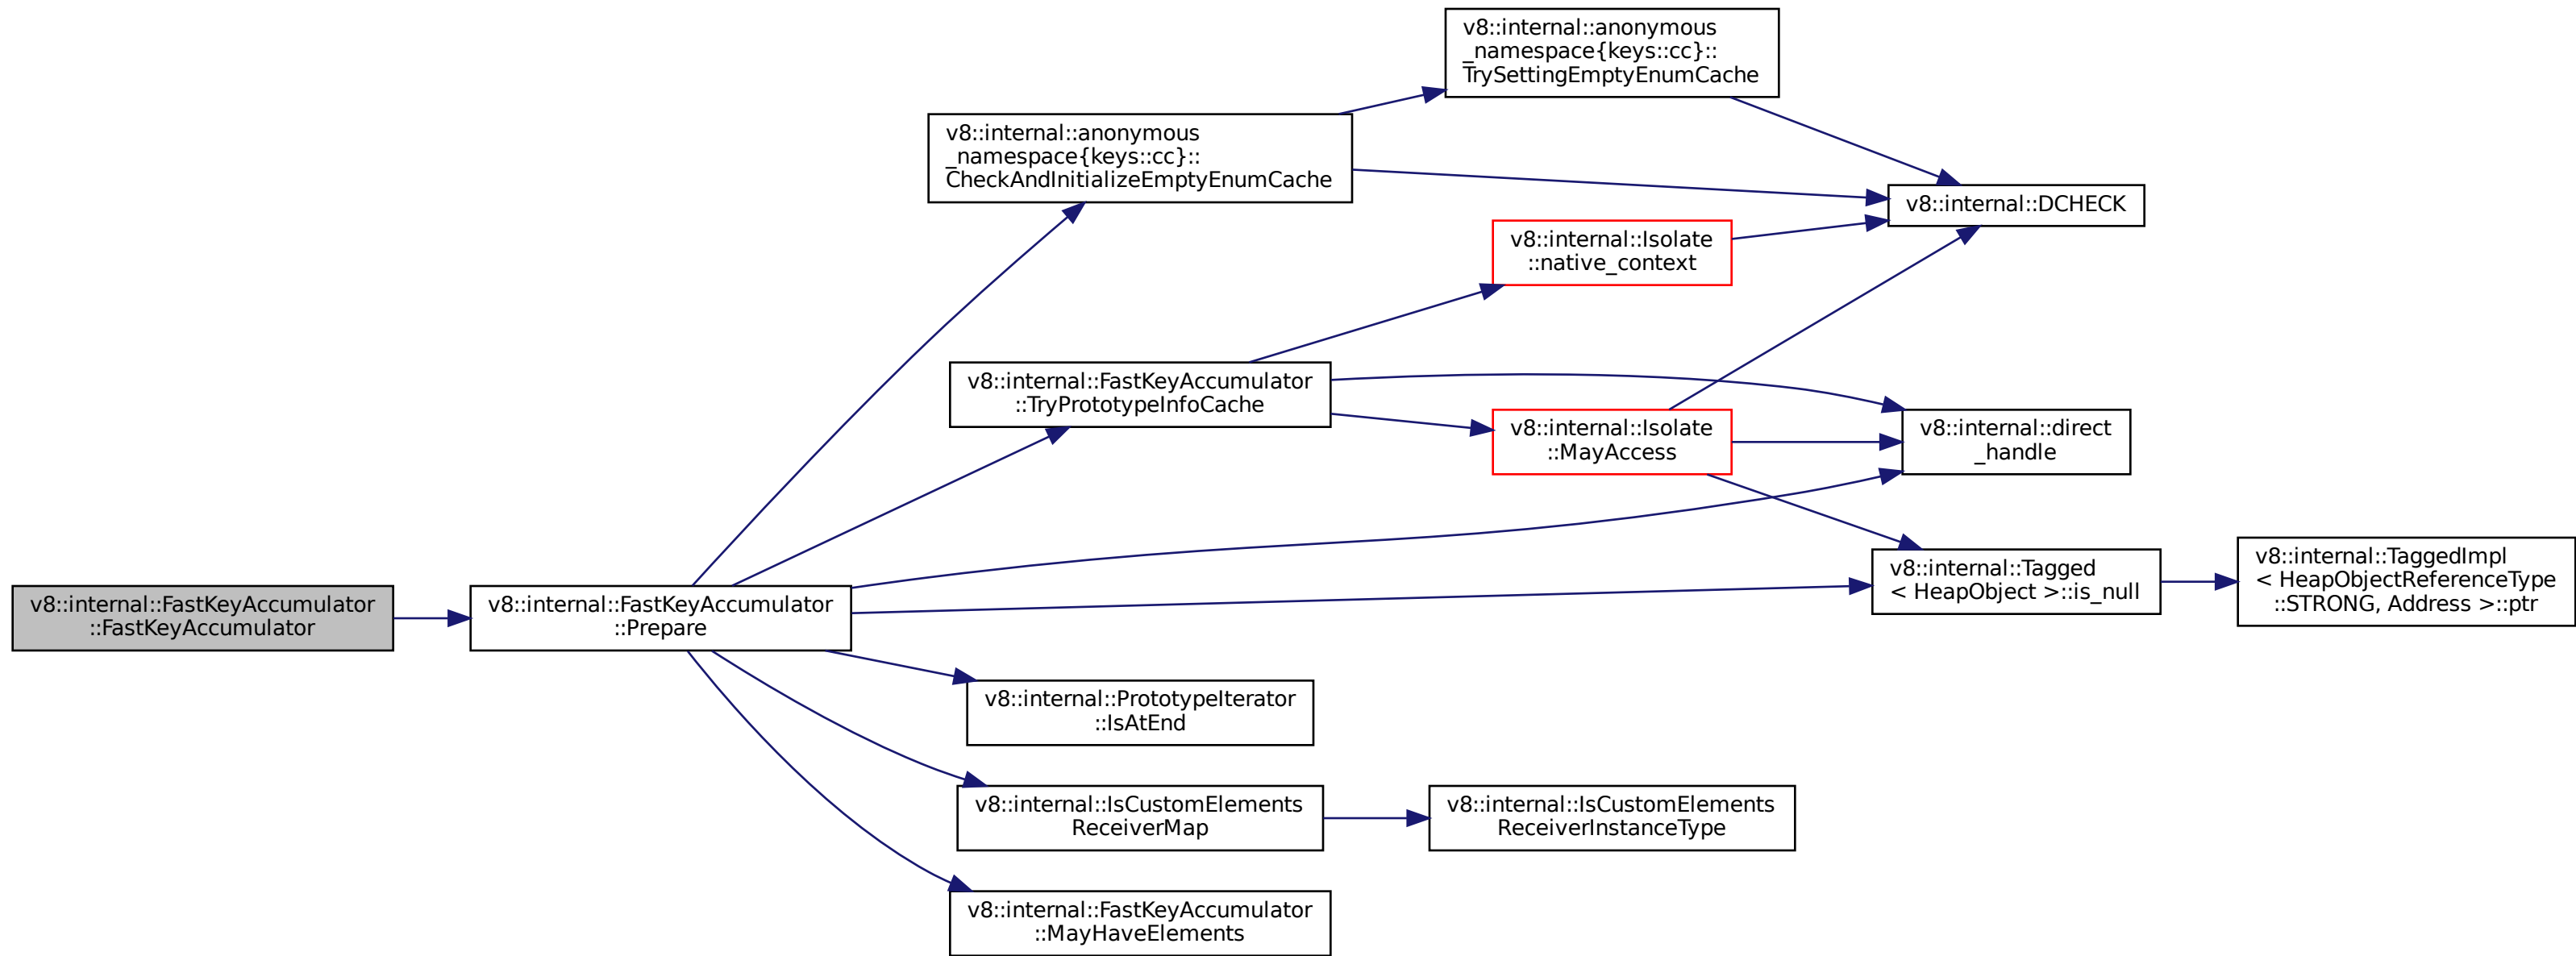 v8::internal::FastKeyAccumulator
::FastKeyAccumulator
v8::internal::FastKeyAccumulator
::Prepare
v8::internal::anonymous
_namespace{keys::cc}::
CheckAndInitializeEmptyEnumCache
v8::internal::anonymous
_namespace{keys::cc}::
TrySettingEmptyEnumCache
v8::internal::DCHECK
v8::internal::FastKeyAccumulator
::TryPrototypeInfoCache
v8::internal::Isolate
::native_context
v8::internal::Isolate
::MayAccess
v8::internal::direct
_handle
v8::internal::Tagged
< HeapObject >::is_null
v8::internal::TaggedImpl
< HeapObjectReferenceType
::STRONG, Address >::ptr
v8::internal::PrototypeIterator
::IsAtEnd
v8::internal::IsCustomElements
ReceiverMap
v8::internal::IsCustomElements
ReceiverInstanceType
v8::internal::FastKeyAccumulator
::MayHaveElements